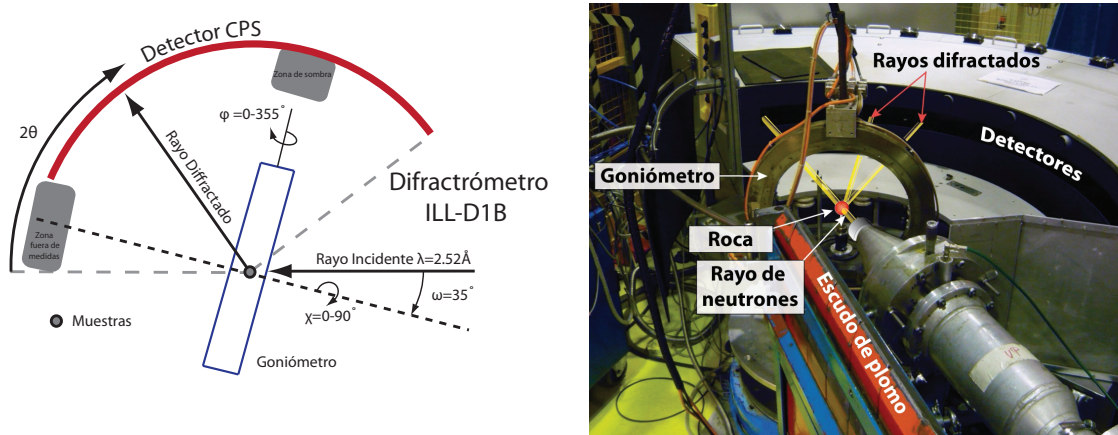 Detector CPS
Zona de sombra
2θ
φ =0-355°
Rayo Diffractado
Difractrómetro
ILL-D1B
Zona
fuera de
medidas
Rayo Incidente λ=2.52Å
ω=35°
χ=0-90°
Muestras
Goniómetro
Rayos difractados
Detectores
Goniómetro
Roca
Rayo de
neutrones
Escudo de plomo